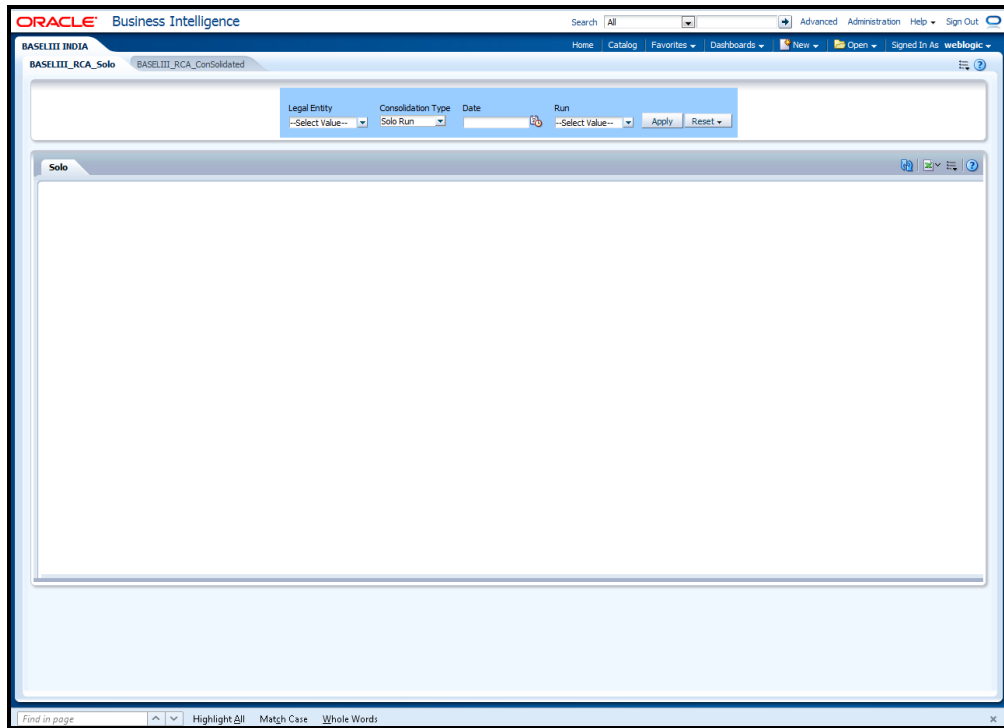 ORACLE Business Intelligence Search All Advanced Administration Help Sign Out
BASELIII INDIA Home Catalog Favorites Dashboards New Open Signed In As weblogic
BASELIII_RCA_Solo BASELIII_RCA_ConSolidated
Legal Entity Consolidation Type Date Run
--Select Value-- Solo Run --Select Value-- Apply Reset
Solo
Find in page Highlight All Match Case Whole Words